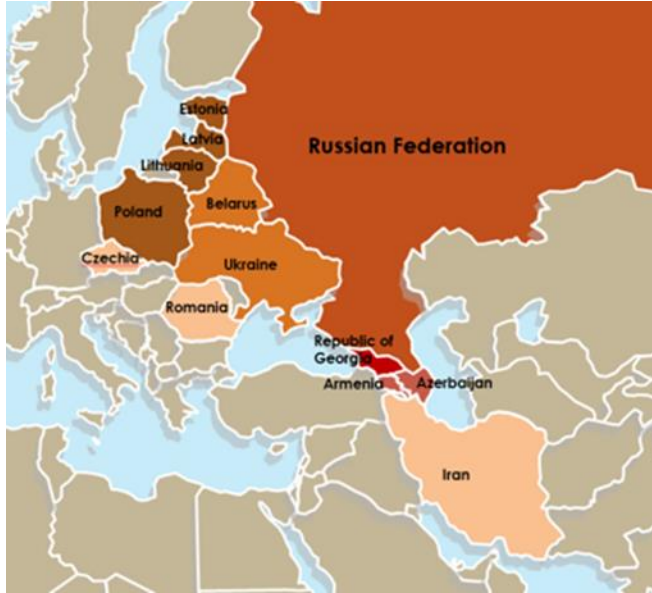 Estonia
Latvia
Lithuania
Russian Federation
Poland
Belarus
Czechia
Ukraine
Romania
Republic of
Georgia
Armenia
Azerbaijan
Iran